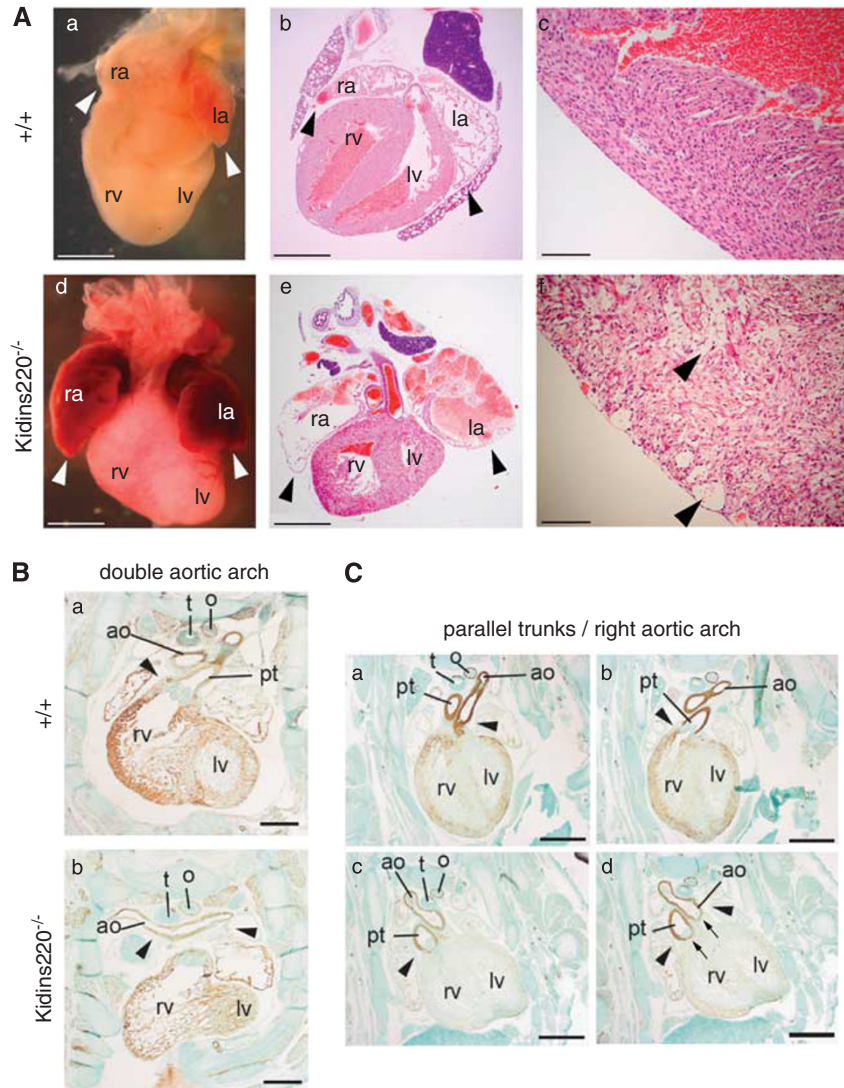 A
+/+
a
ra
la
rv
lv
b
ra
la
rv
lv
c
Kidins220-/-
d
ra
la
rv
lv
e
ra
la
rv
lv
f
B
double aortic arch
+/+
a
t
o
ao
pt
rv
lv
Kidins220-/-
b
t
o
ao
rv
lv
C
parallel trunks / right aortic arch
a
t
o
ao
pt
rv
lv
b
pt
ao
rv
lv
c
ao
t
o
pt
rv
lv
d
ao
pt
rv
lv